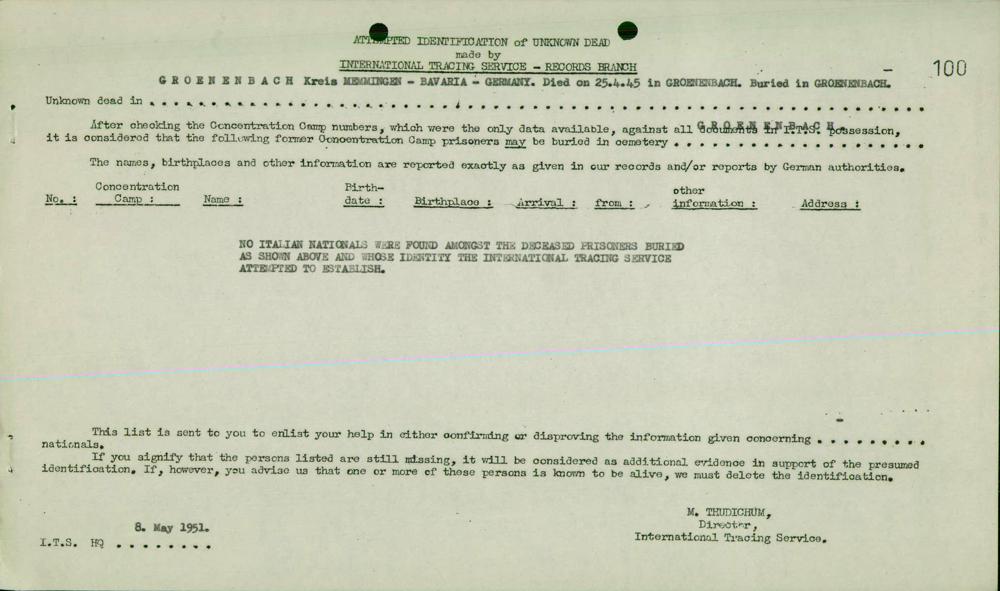 ATTEMPTED IDENTIFICATION of UNKNOWN DEAD
made by
INTERNATIONAL TRACING SERVICE - RECORDS BRANCH
100
G R O E N E N B A C H Kreis MEMMINGEN - BAVARIA - GERMANY. Died on 25.4.45 in GROENENBACH. Buried in GROENENBACH.
Unknown dead in . . . . . . . . . . . . . . . . . . . . . . . . . . . . . . . . . . . . . . . .
G R O E N E N B A C H
After checking the Concentration Camp numbers, which were the only data available, against all documents in I.T.S. possession,
it is considered that the following former Concentration Camp prisoners may be buried in cemetery . . . . . . . . . . . . . .
The names, birthplaces and other information are reported exactly as given in our records and/or reports by German authorities.
No. : Concentration Camp : Name : Birth-date : Birthplace : Arrival : from : other information : Address :
NO ITALIAN NATIONALS WERE FOUND AMONGST THE DECEASED PRISONERS BURIED
AS SHOWN ABOVE AND WHOSE IDENTITY THE INTERNATIONAL TRACING SERVICE
ATTEMPTED TO ESTABLISH.
This list is sent to you to enlist your help in either confirming or disproving the information given concerning . . . . . . . . .
nationals.
If you signify that the persons listed are still missing, it will be considered as additional evidence in support of the presumed
identification. If, however, you advise us that one or more of these persons is known to be alive, we must delete the identification.
M. THUDICHUM,
Director,
International Tracing Service.
8. May 1951.
I.T.S. HQ . . . . . . . .